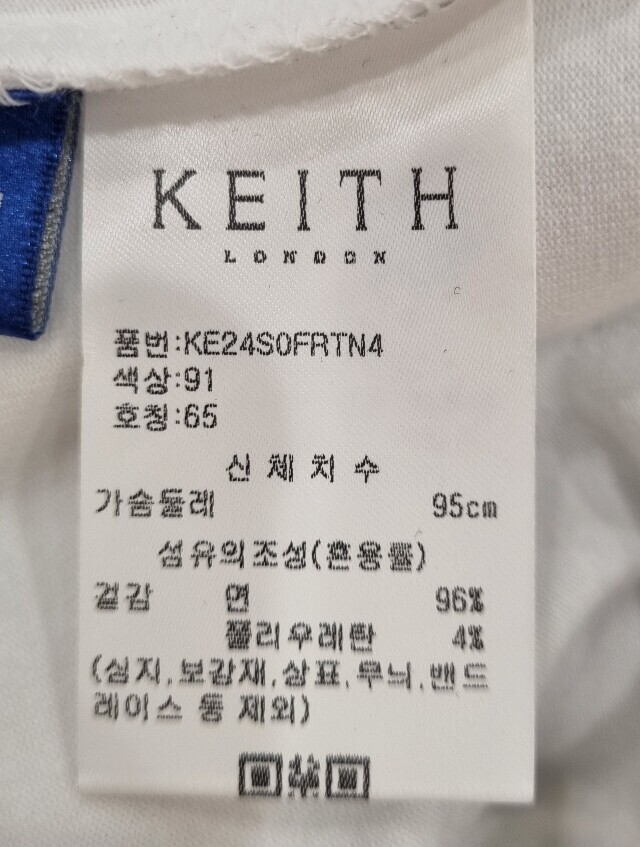 KEITH
LONDON
품번:KE24S0FRTN4
색상:91
호칭:65
신체치수
가슴둘레 95cm
섬유의조성(혼용률)
겉감 면 96%
폴리우레탄 4%
(심지,보강재,상표,무늬,밴드
레이스 등 제외)